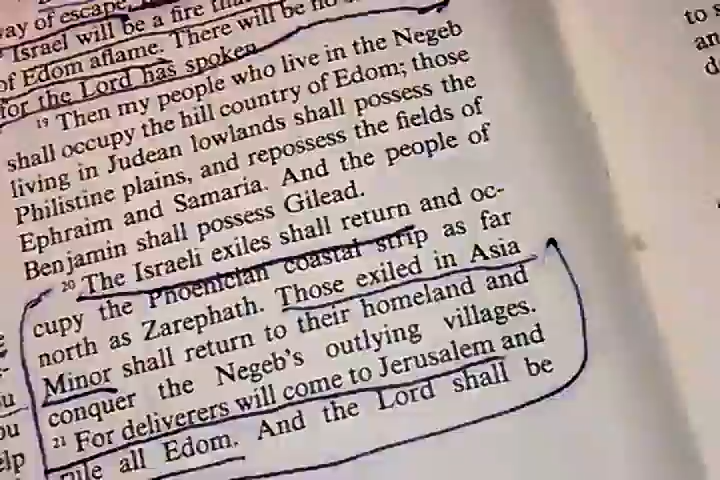 way of escape,
Israel will be a fire that
of Edom aflame. There will be no
for the Lord has spoken.
19 Then my people who live in the Negeb
shall occupy the hill country of Edom; those
living in Judean lowlands shall possess the
Philistine plains, and repossess the fields of
Ephraim and Samaria. And the people of
Benjamin shall possess Gilead.
20 The Israeli exiles shall return and oc-
cupy the Phoenician coastal strip as far
north as Zarephath. Those exiled in Asia
Minor shall return to their homeland and
conquer the Negeb's outlying villages.
21 For deliverers will come to Jerusalem and
rule all Edom. And the Lord shall be
to s
an
d
ou
ou
elp